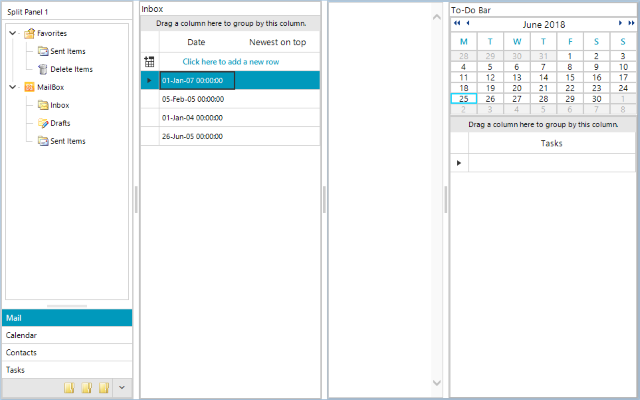 Split Panel 1
Favorites
Sent Items
Delete Items
MailBox
Inbox
Drafts
Sent Items
Mail
Calendar
Contacts
Tasks
Inbox
Drag a column here to group by this column.
Date Newest on top
Click here to add a new row
01-Jan-07 00:00:00
05-Feb-05 00:00:00
01-Jan-04 00:00:00
26-Jun-05 00:00:00
To-Do Bar
June 2018
M T W T F S S
28 29 30 31 1 2 3
4 5 6 7 8 9 10
11 12 13 14 15 16 17
18 19 20 21 22 23 24
25 26 27 28 29 30 1
2 3 4 5 6 7 8
Drag a column here to group by this column.
Tasks